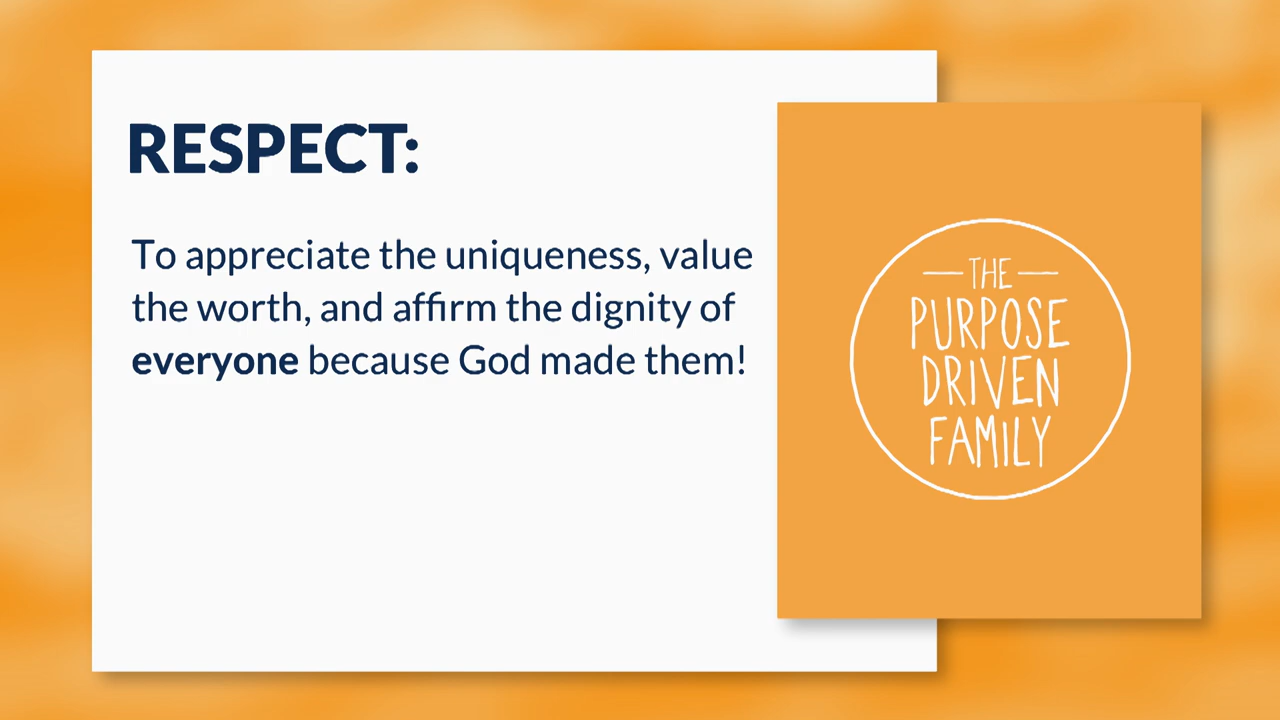 RESPECT:
To appreciate the uniqueness, value
the worth, and affirm the dignity of
everyone because God made them!
THE
PURPOSE
DRIVEN
FAMILY